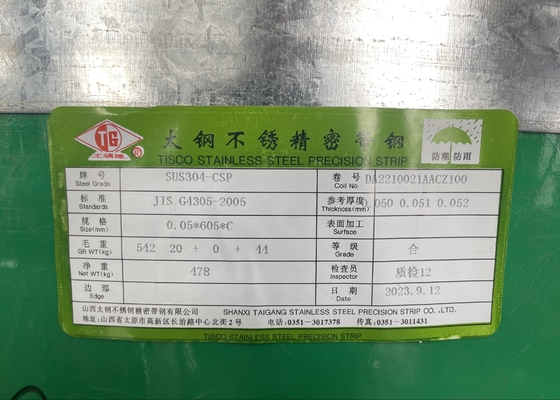 TG
太钢牌
太钢不锈精密带钢
TISCO STAINLESS STEEL PRECISION STRIP
防潮 防雨
牌号 Steel Grade SUS304-CSP 卷号 Coil No DA2210021AACZ100
标准 Standards JIS G4305-2005 参考厚度 Thickness(mm) 0.050 0.051 0.052
规格 Size(mm) 0.05*605*C 表面加工 Surface
毛重 GR WT(kg) 542 20 + 0 + 44 等级 Grade 合
净重 Net WT(kg) 478 检查员 Inspector 质检12
边部 Edge 日期 Date 2023.9.12
山西太钢不锈钢精密带钢有限公司 SHANXI TAIGANG STAINLESS STEEL PRECISION STRIP CO.,LTD.
地址:山西省太原市高新区长治路中心北街2号 电话:0351-3017378 传真:0351-3011431
TISCO STAINLESS STEEL PRECISION STRIP